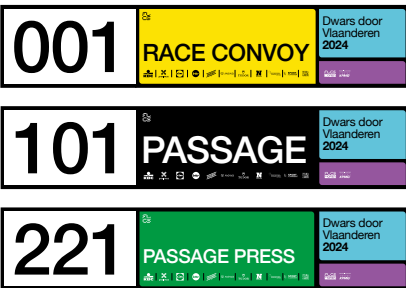 001
RACE CONVOY
Dwars door
Vlaanderen
2024
101
PASSAGE
Dwars door
Vlaanderen
2024
221
PASSAGE PRESS
Dwars door
Vlaanderen
2024